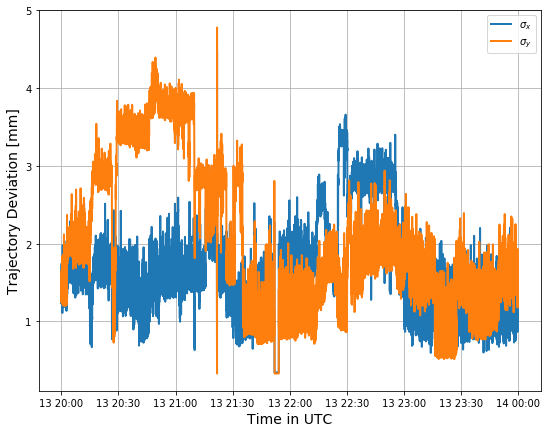 5
4
3
2
1
Trajectory Deviation [mm]
σx
σy
13 20:00 13 20:30 13 21:00 13 21:30 13 22:00 13 22:30 13 23:00 13 23:30 14 00:00
Time in UTC